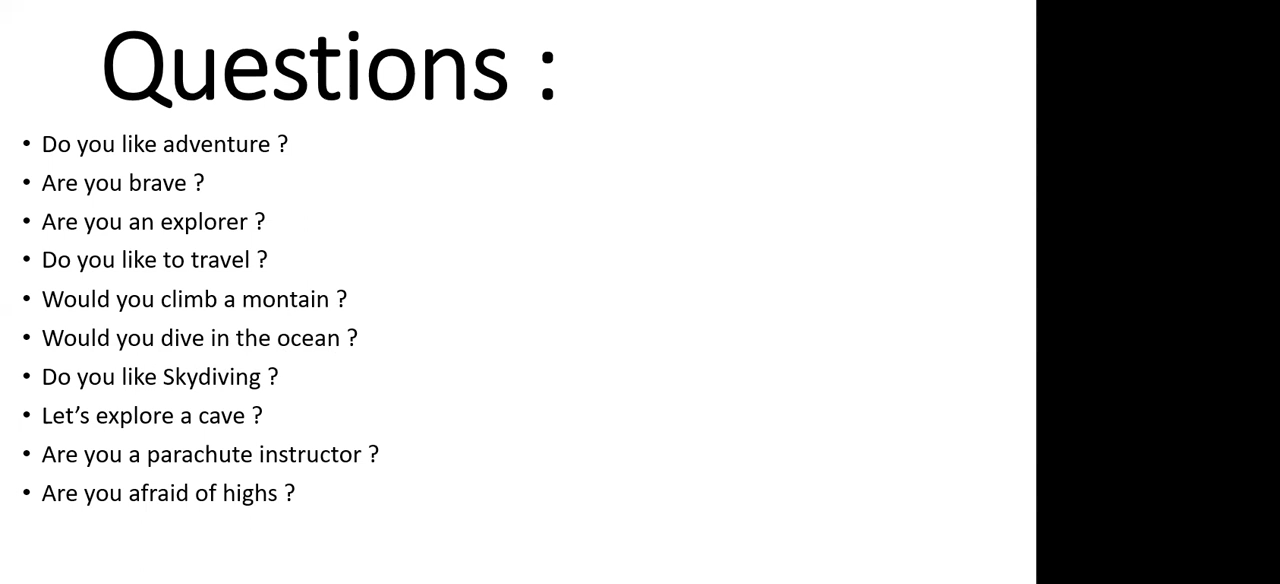 Questions :
• Do you like adventure ?
• Are you brave ?
• Are you an explorer ?
• Do you like to travel ?
• Would you climb a montain ?
• Would you dive in the ocean ?
• Do you like Skydiving ?
• Let’s explore a cave ?
• Are you a parachute instructor ?
• Are you afraid of highs ?